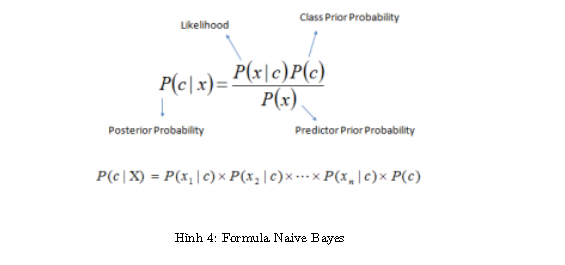 Likelihood
Class Prior Probability
P(c|x)=P(x|c)P(c)
P(x)
Posterior Probability
Predictor Prior Probability
P(c|X) = P(x₁|c)× P(x₂|c)×⋯× P(xₙ|c)× P(c)
Hình 4: Formula Naive Bayes